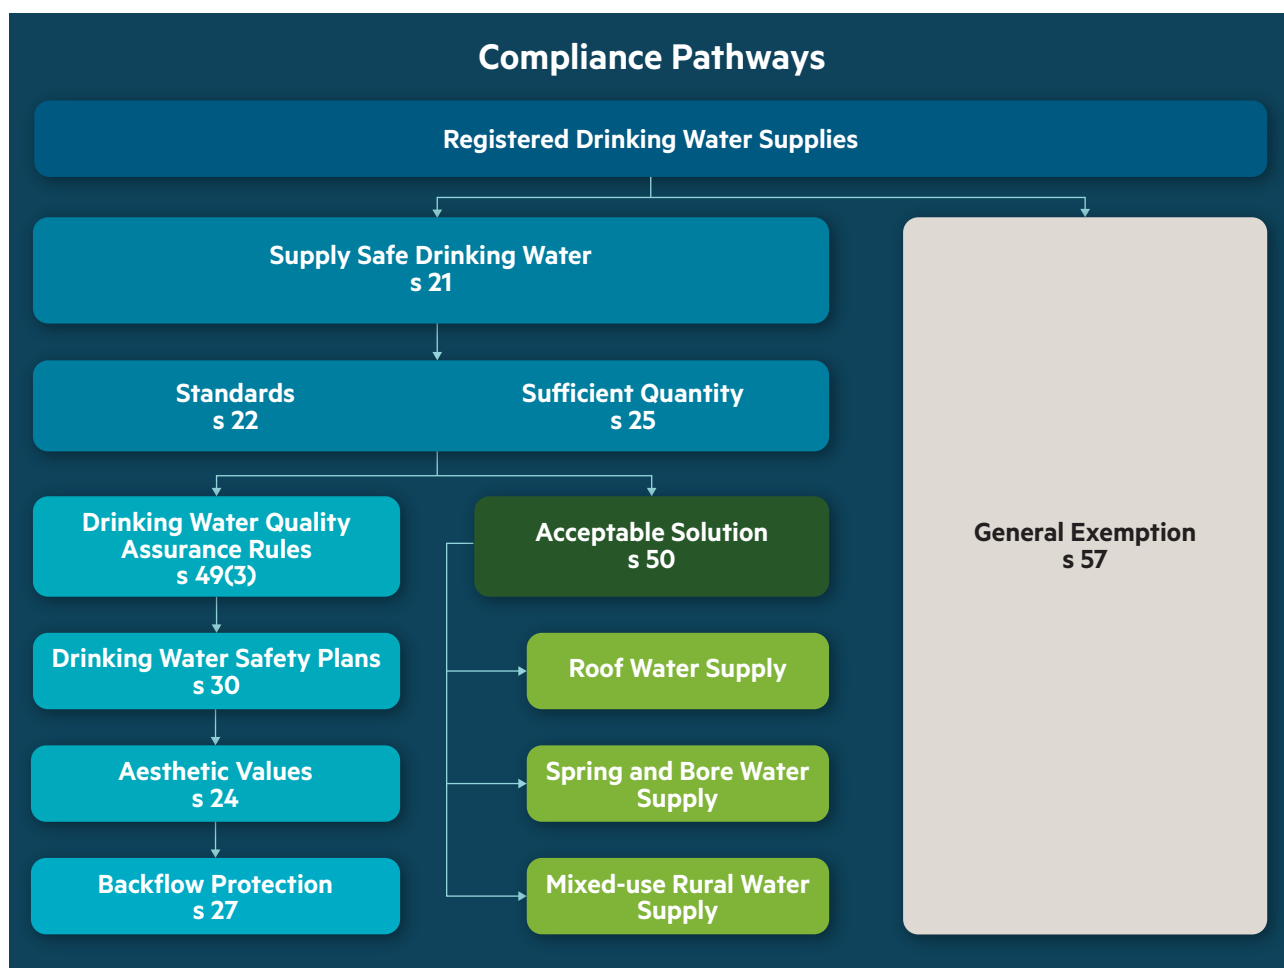 Compliance Pathways
Registered Drinking Water Supplies
Supply Safe Drinking Water
s 21
Standards
s 22
Sufficient Quantity
s 25
Drinking Water Quality
Assurance Rules
s 49(3)
Acceptable Solution
s 50
General Exemption
s 57
Drinking Water Safety Plans
s 30
Roof Water Supply
Aesthetic Values
s 24
Spring and Bore Water
Supply
Backflow Protection
s 27
Mixed-use Rural Water
Supply